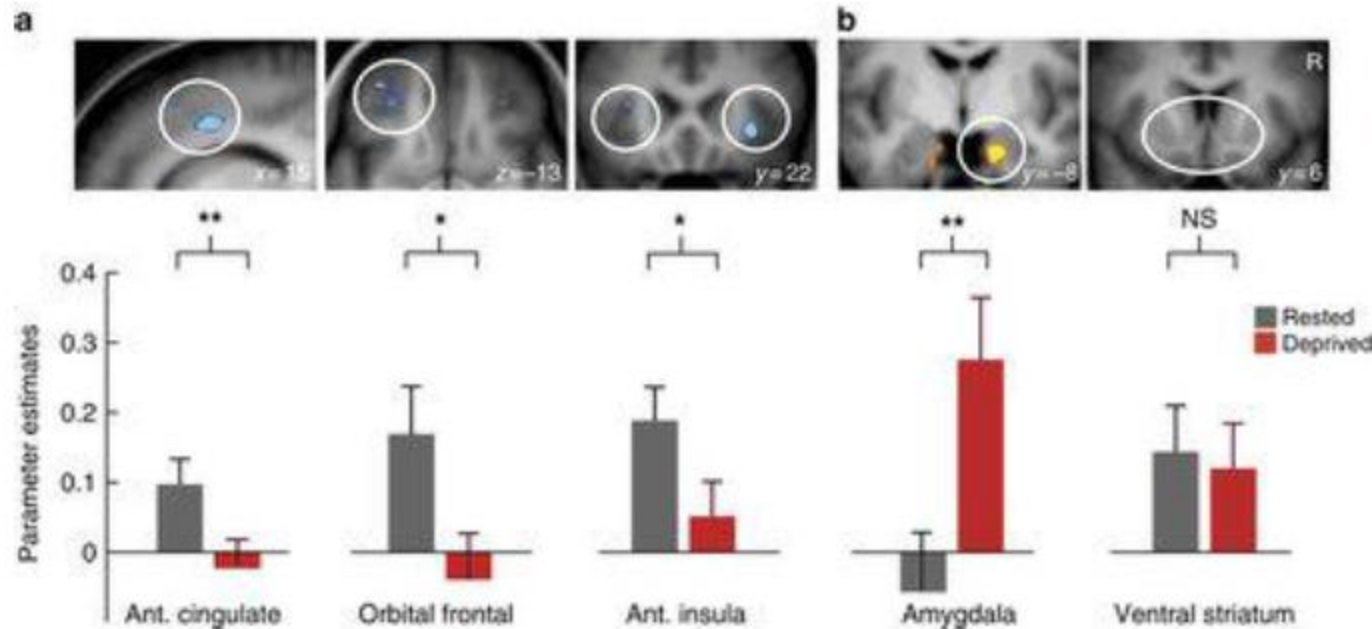 a
b
x=15
z=–13
y=22
y=–8
R
y=6
**
*
*
**
NS
0.4
0.3
0.2
0.1
0
Parameter estimates
Rested
Deprived
Ant. cingulate
Orbital frontal
Ant. insula
Amygdala
Ventral striatum